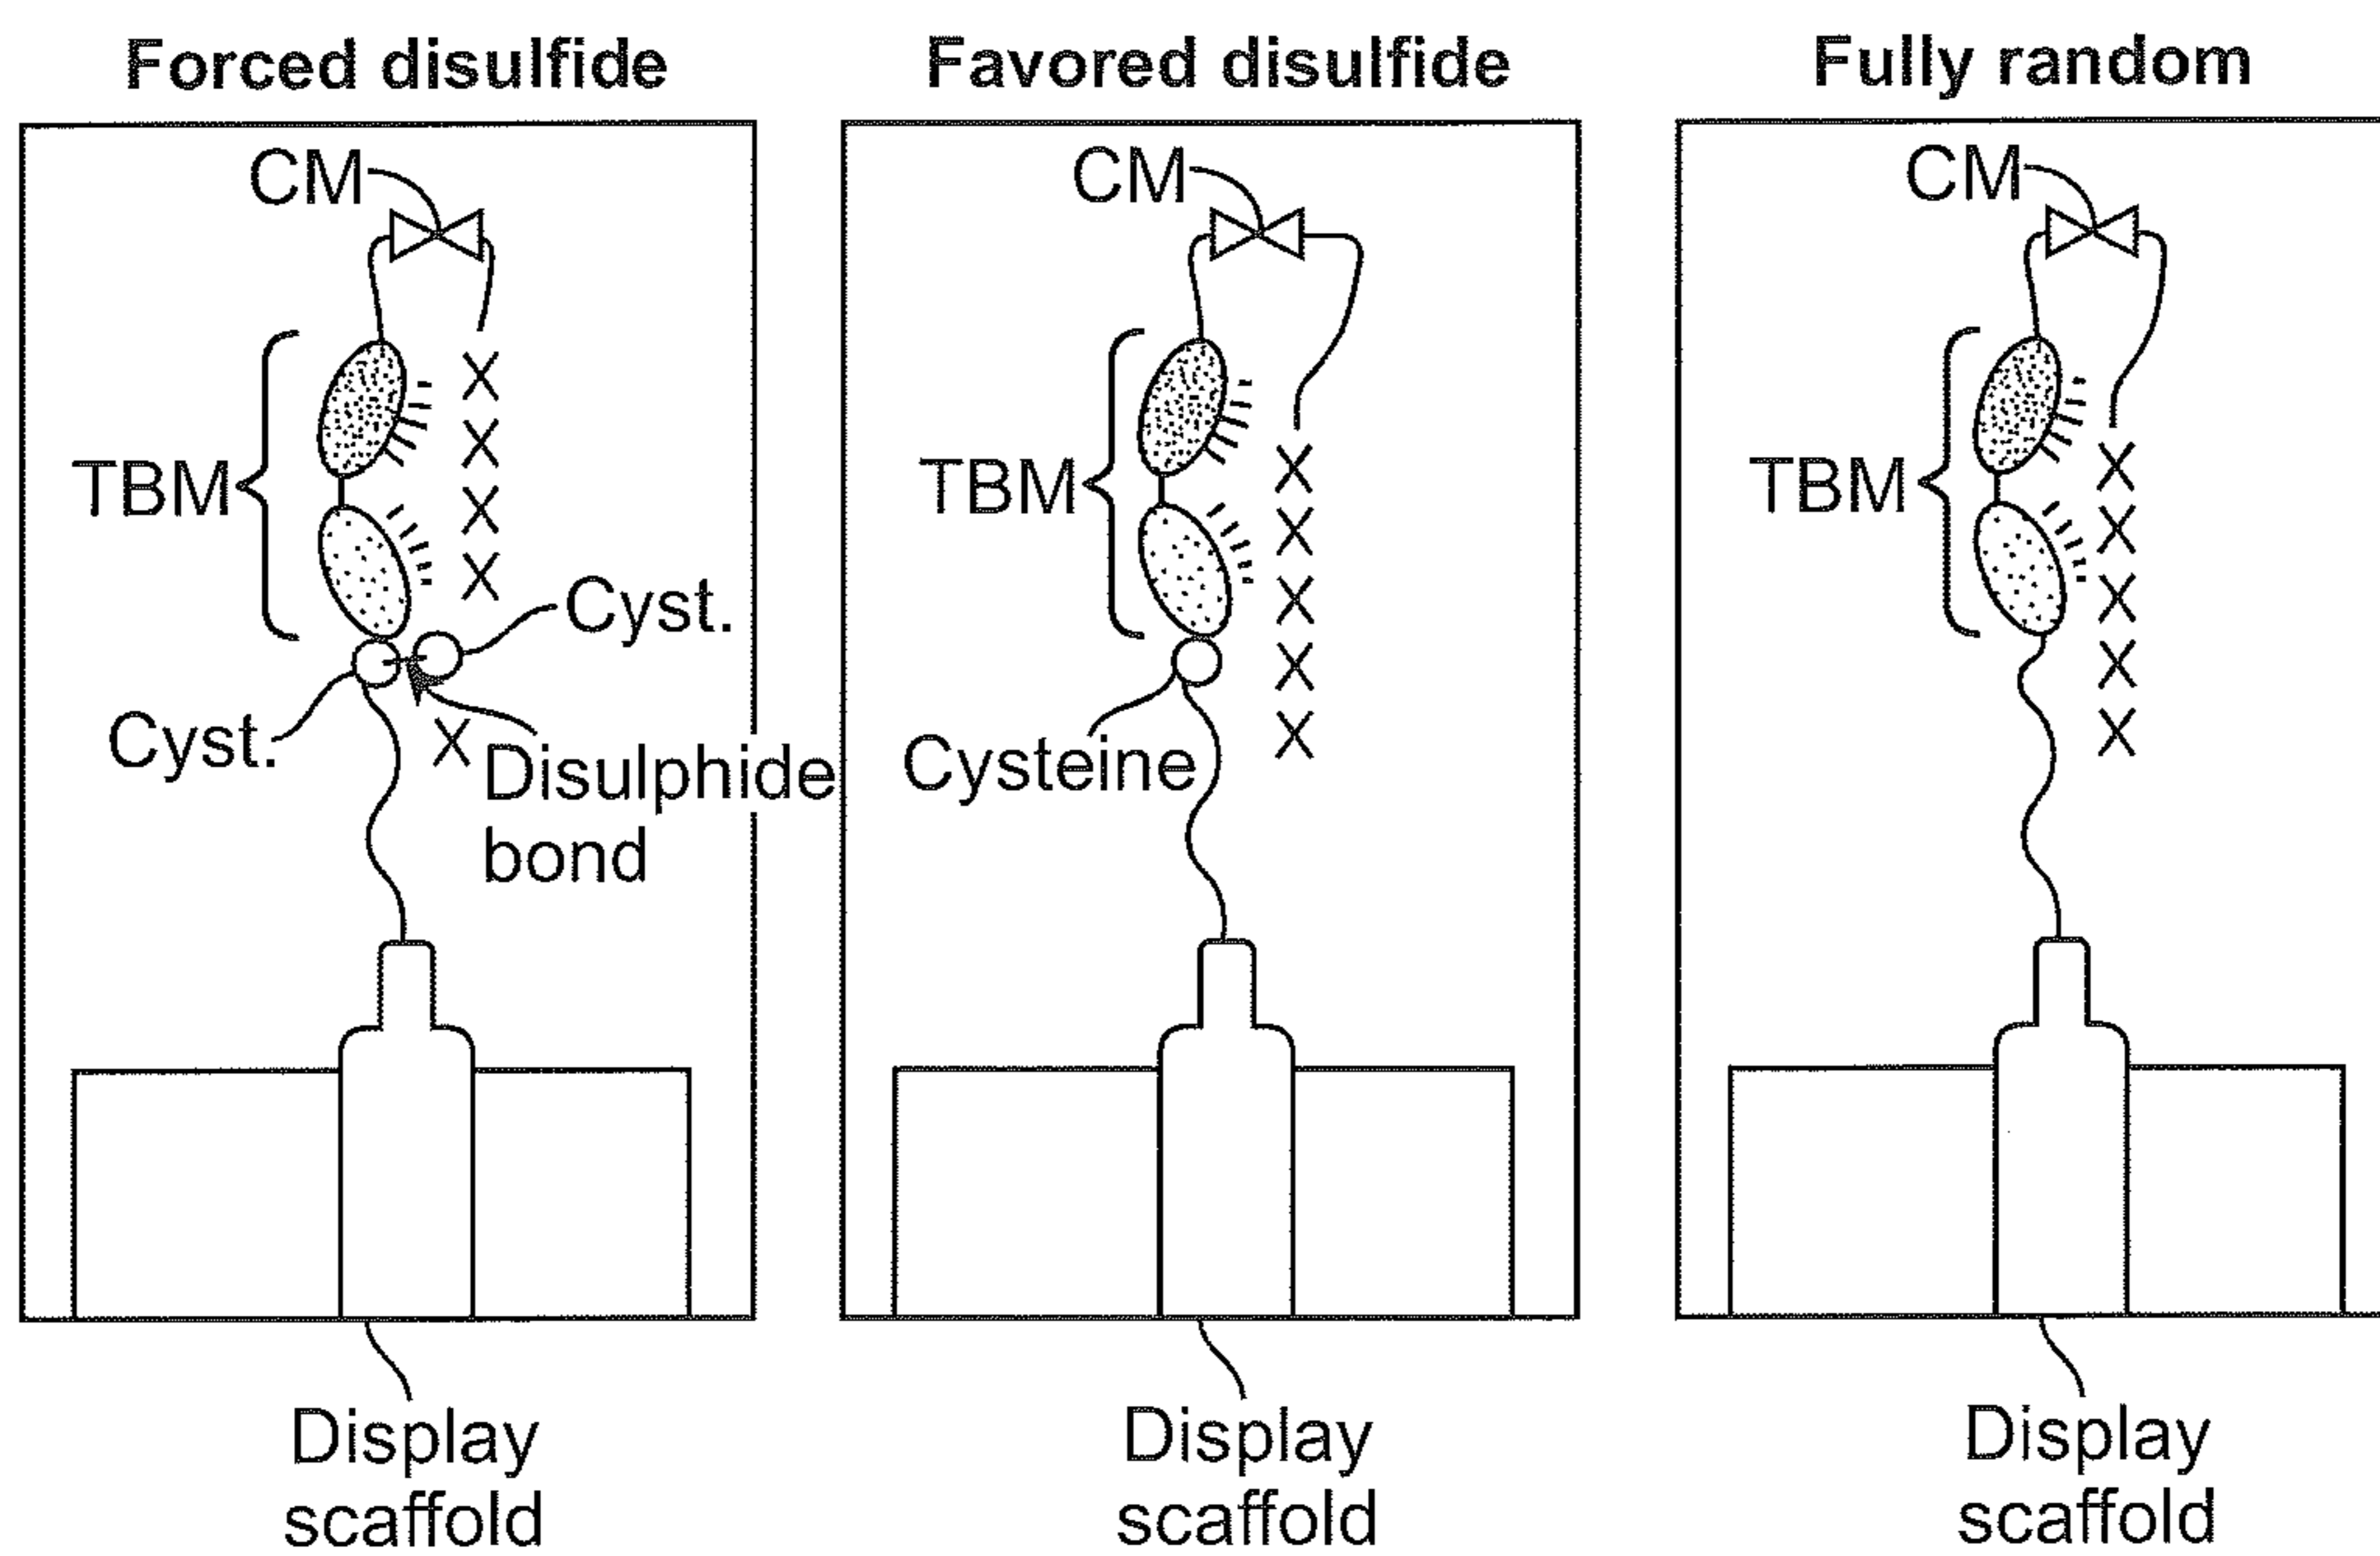 Forced disulfide
CM
TBM
X
X
X
X
Cyst.
Cyst.
X
Disulphide
bond
Display
scaffold
Favored disulfide
CM
TBM
X
X
X
X
X
Cysteine
Display
scaffold
Fully random
CM
TBM
X
X
X
X
X
Display
scaffold